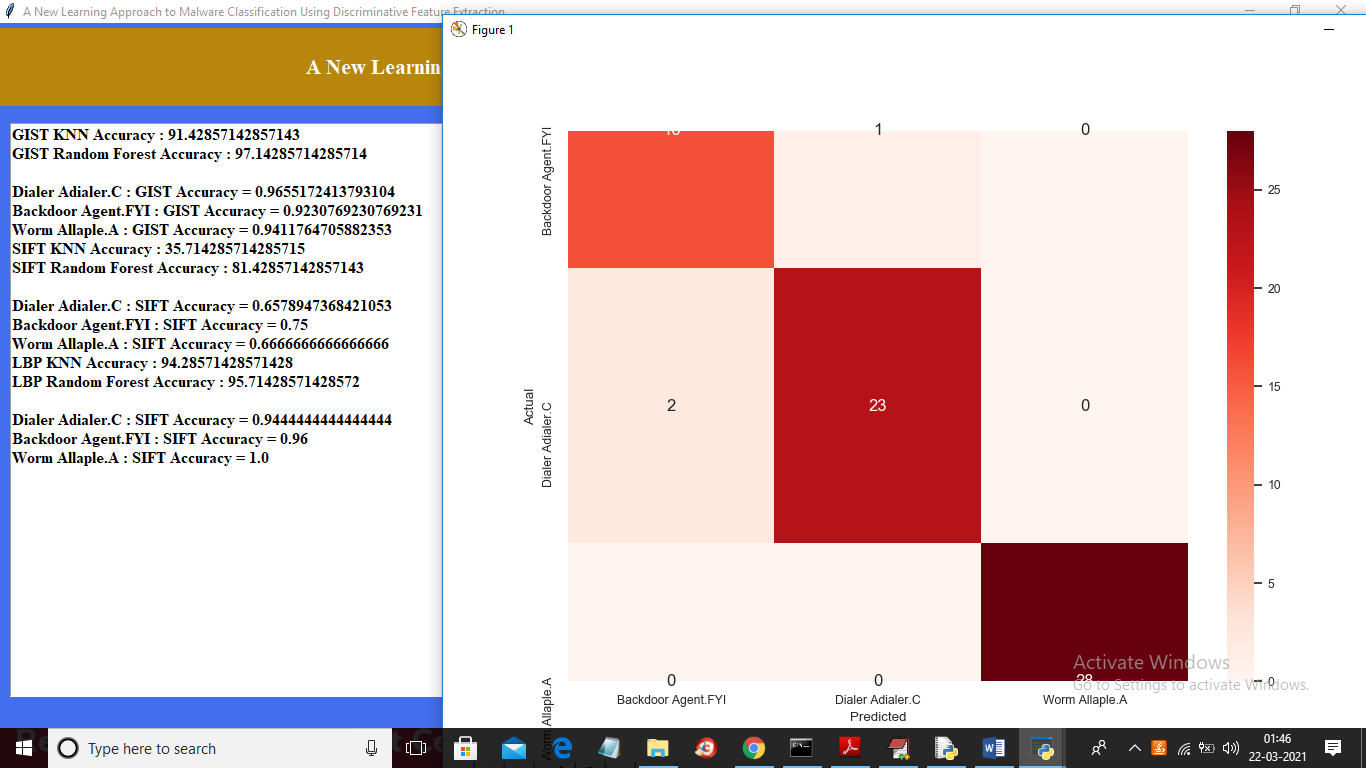 A New Learning Approach to Malware Classification Using Discriminative Feature Extraction
Figure 1
A New Learnin
GIST KNN Accuracy : 91.42857142857143
GIST Random Forest Accuracy : 97.14285714285714
Dialer Adialer.C : GIST Accuracy = 0.9655172413793104
Backdoor Agent.FYI : GIST Accuracy = 0.9230769230769231
Worm Allaple.A : GIST Accuracy = 0.9411764705882353
SIFT KNN Accuracy : 35.714285714285715
SIFT Random Forest Accuracy : 81.42857142857143
Dialer Adialer.C : SIFT Accuracy = 0.6578947368421053
Backdoor Agent.FYI : SIFT Accuracy = 0.75
Worm Allaple.A : SIFT Accuracy = 0.6666666666666666
LBP KNN Accuracy : 94.28571428571428
LBP Random Forest Accuracy : 95.71428571428572
Dialer Adialer.C : SIFT Accuracy = 0.9444444444444444
Backdoor Agent.FYI : SIFT Accuracy = 0.96
Worm Allaple.A : SIFT Accuracy = 1.0
Actual
Backdoor Agent.FYI
Dialer Adialer.C
Worm Allaple.A
1 0
2 23 0
0 0 28
Backdoor Agent.FYI Dialer Adialer.C Worm Allaple.A
Predicted
25
20
15
10
5
0
Activate Windows
Go to Settings to activate Windows.
Type here to search
01:46
22-03-2021